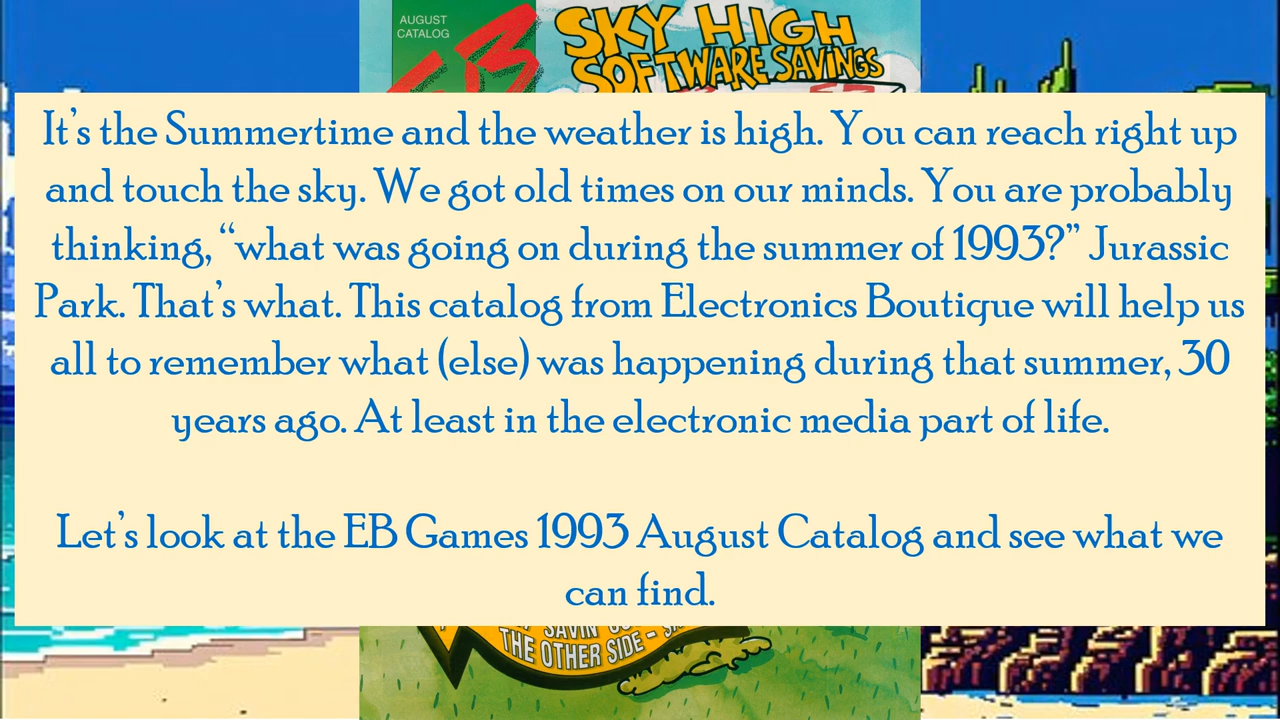 AUGUST
CATALOG
EB
SKY HIGH
SOFTWARE SAVINGS
It's the Summertime and the weather is high. You can reach right up
and touch the sky. We got old times on our minds. You are probably
thinking, “what was going on during the summer of 1993?” Jurassic
Park. That's what. This catalog from Electronics Boutique will help us
all to remember what (else) was happening during that summer, 30
years ago. At least in the electronic media part of life.
Let's look at the EB Games 1993 August Catalog and see what we
can find.
SAVIN'
THE OTHER SIDE -